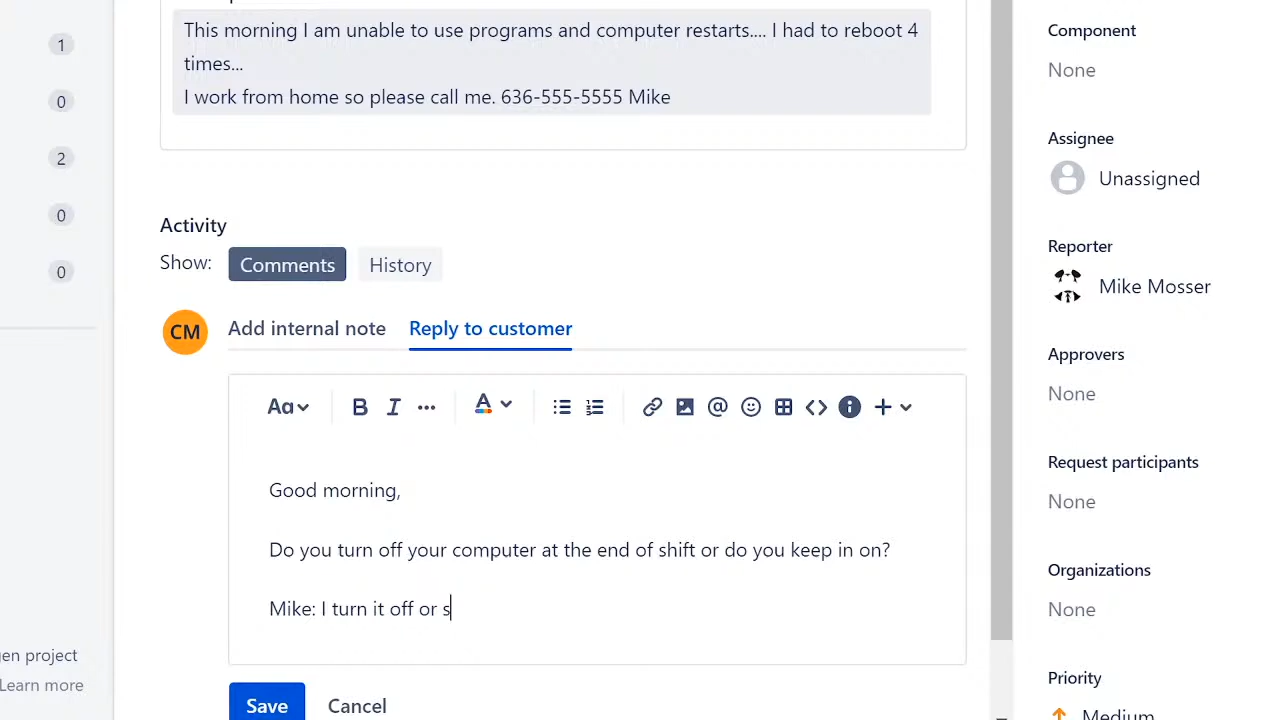 This morning I am unable to use programs and computer restarts.... I had to reboot 4
times...
I work from home so please call me. 636-555-5555 Mike
1
0
2
0
0
Activity
Show:
Comments
History
CM
Add internal note
Reply to customer
Aa
B
I
A
Good morning,
Do you turn off your computer at the end of shift or do you keep in on?
Mike: I turn it off or s
Save
Cancel
project
Learn more
Component
None
Assignee
Unassigned
Reporter
Mike Mosser
Approvers
None
Request participants
None
Organizations
None
Priority
Medium